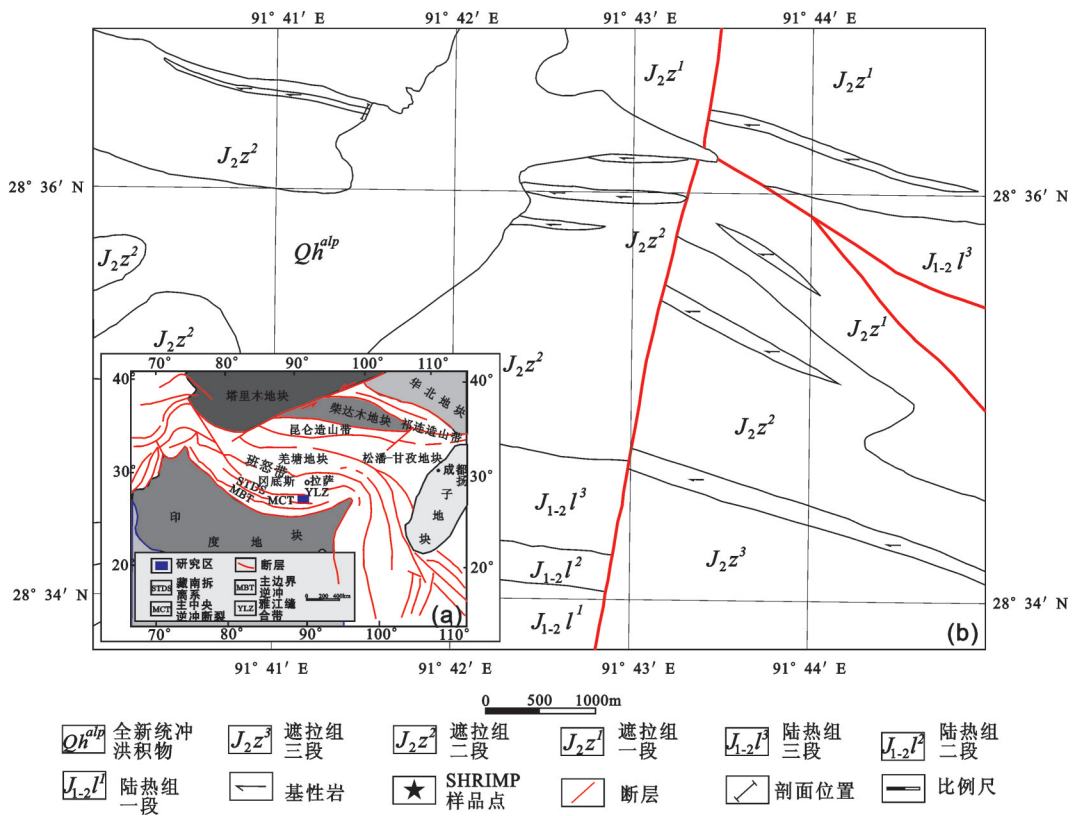 91° 41′ E
91° 42′ E
91° 43′ E
91° 44′ E
J₂z¹
J₂z¹
J₂z²
28° 36′ N
28° 36′ N
J₂z²
Qhᵃˡᵖ
J₂z²
J₁₋₂l³
J₂z¹
J₂z²
J₂z²
J₂z²
J₁₋₂l³
J₂z³
J₁₋₂l²
J₁₋₂l¹
28° 34′ N
28° 34′ N
(b)
70° 80° 90° 100° 110°
40°
40°
塔里木地块
华北地块
柴达木地块
祁连造山带
昆仑造山带
羌塘地块
松潘-甘孜地块
班怒带
30°
30°
成都
冈底斯
拉萨
STDS
YLZ
MBT
MCT
扬子地块
印度地块
20°
20°
研究区
断层
STDS 藏南拆离系
MBT 主边界逆冲
MCT 主中央逆冲断裂
YLZ 雅江缝合带
0 200 400km
(a)
70° 80° 90° 100° 110°
91° 41′ E
91° 42′ E
91° 43′ E
91° 44′ E
0 500 1000m
Qhᵃˡᵖ 全新统冲洪积物
J₂z³ 遮拉组三段
J₂z² 遮拉组二段
J₂z¹ 遮拉组一段
J₁₋₂l³ 陆热组三段
J₁₋₂l² 陆热组二段
J₁₋₂l¹ 陆热组一段
基性岩
SHRIMP样品点
断层
剖面位置
比例尺